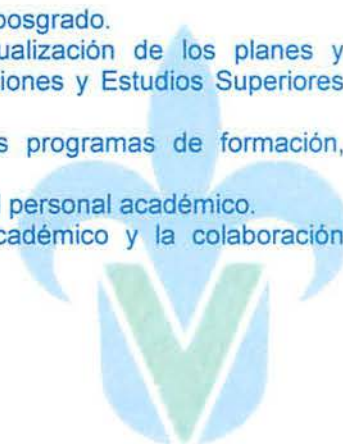 posgrado.
ualización de los planes y
iones y Estudios Superiores
s programas de formación,
l personal académico.
cadémico y la colaboración